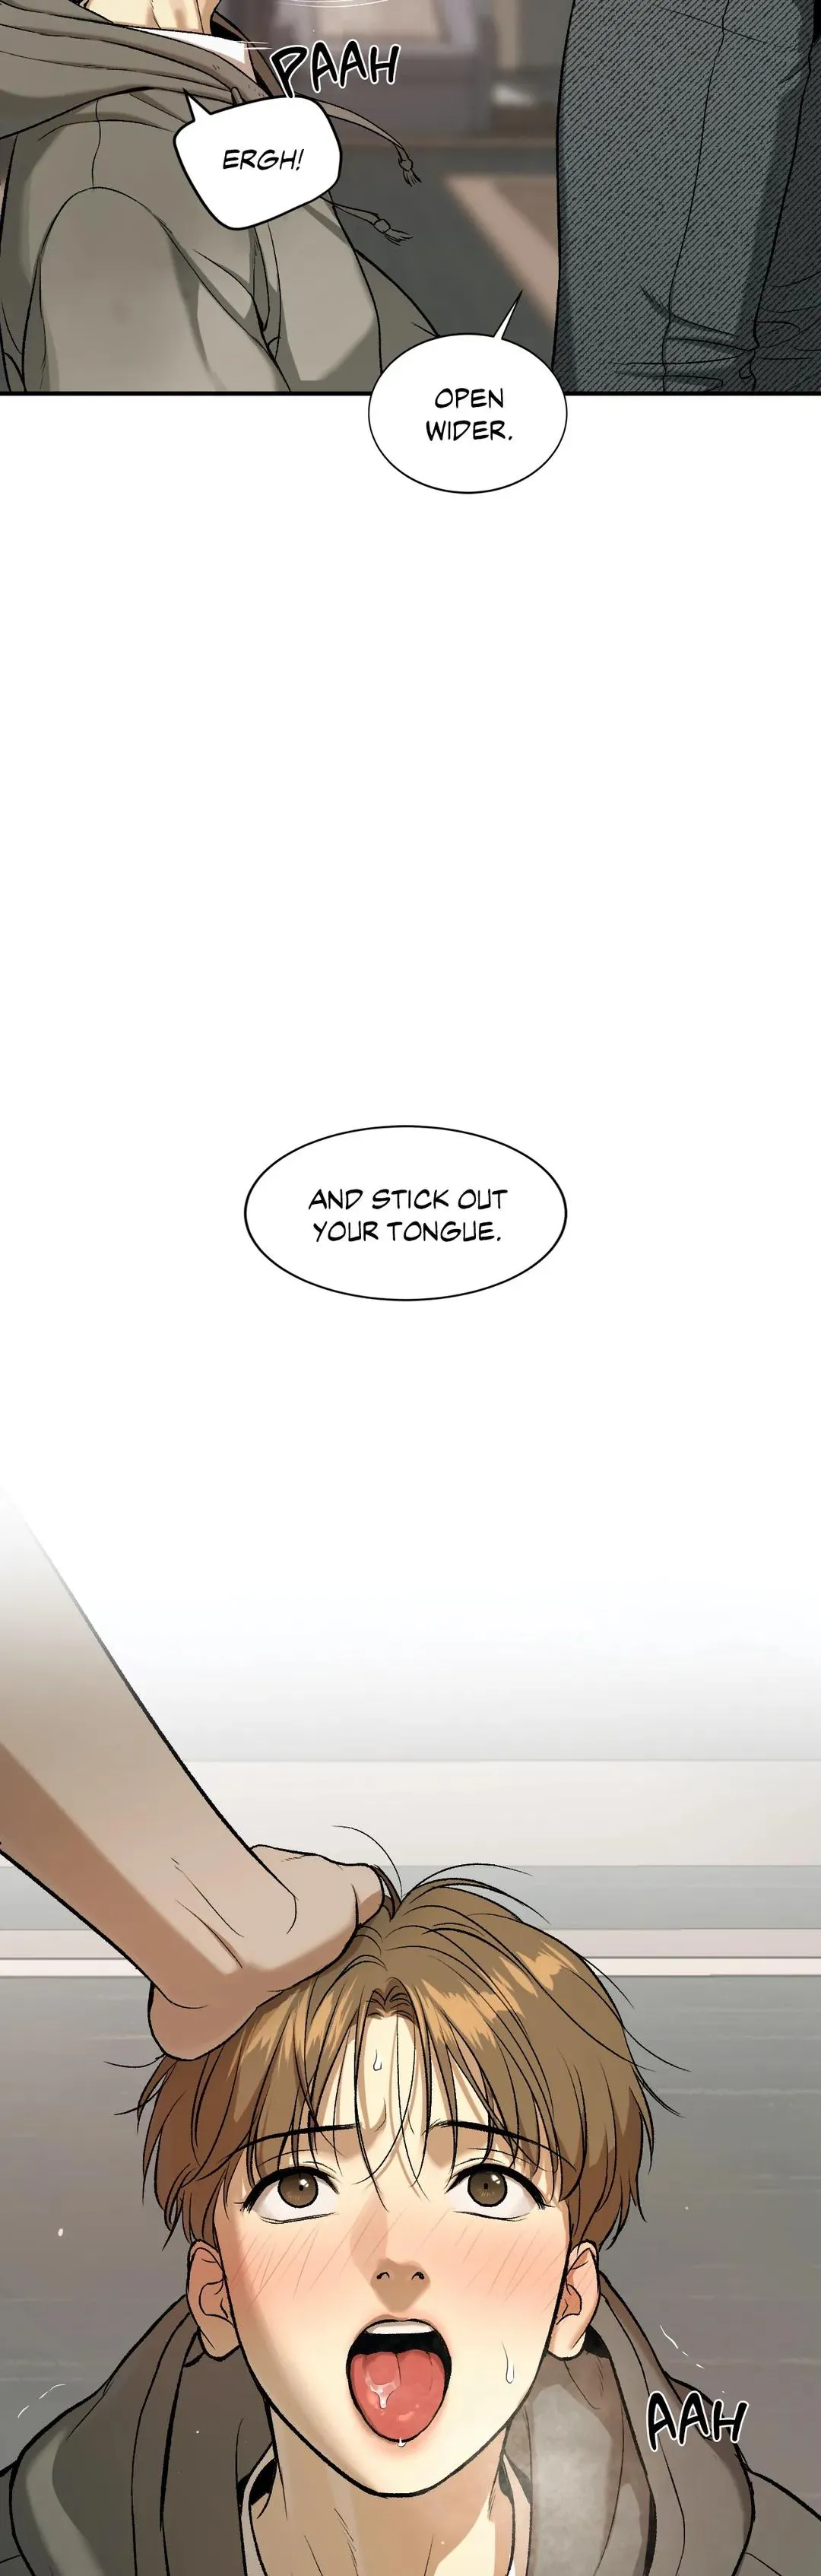 PAAH
ERGH!
OPEN
WIDER.
AND STICK OUT
YOUR TONGUE.
AAH